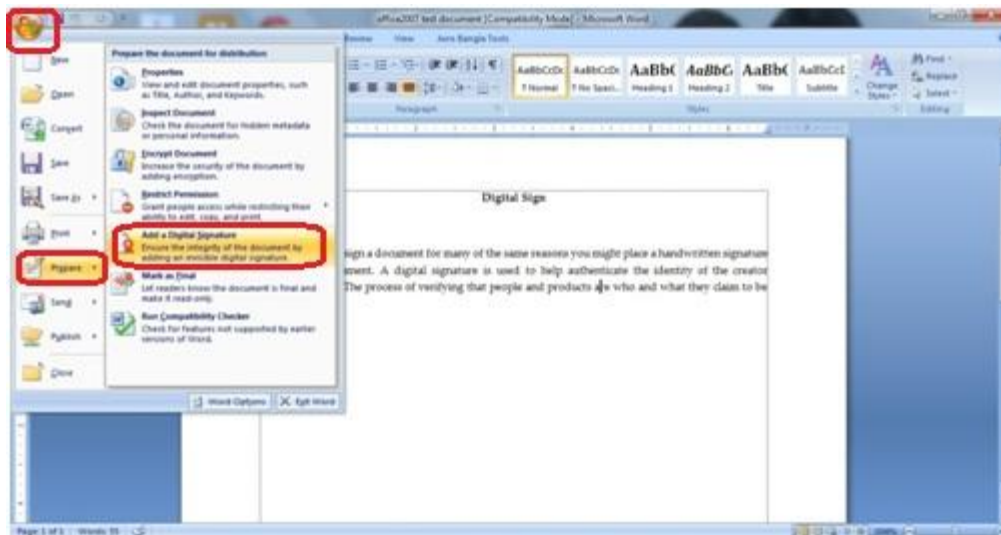 office2007 test document [Compatibility Mode] - Microsoft Word
Review View Avro Bangla Tools
New
Open
Convert
Save
Save As
Print
Prepare
Send
Publish
Close
Prepare the document for distribution
Properties
View and edit document properties, such
as Title, Author, and Keywords.
Inspect Document
Check the document for hidden metadata
or personal information.
Encrypt Document
Increase the security of the document by
adding encryption.
Restrict Permission
Grant people access while restricting their
ability to edit, copy, and print.
Add a Digital Signature
Ensure the integrity of the document by
adding an invisible digital signature.
Mark as Final
Let readers know the document is final and
make it read-only.
Run Compatibility Checker
Check for features not supported by earlier
versions of Word.
Word Options Exit Word
Paragraph
AaBbCcDc AaBbCcDc AaBbC AaBbC AaBbC AaBbCcI
¶ Normal ¶ No Spaci... Heading 1 Heading 2 Title Subtitle
Change
Styles
Styles
Find
Replace
Select
Editing
Digital Sign
sign a document for many of the same reasons you might place a handwritten signature
ment. A digital signature is used to help authenticate the identity of the creator
The process of verifying that people and products are who and what they claim to be
Page 1 of 1 Words: 55